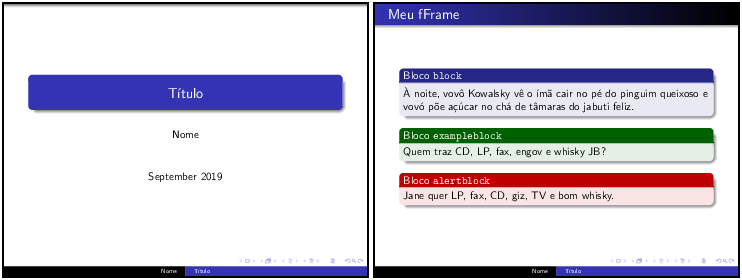 Título
Nome
September 2019
Nome Título
Meu fFrame
Bloco block
À noite, vovô Kowalsky vê o ímã cair no pé do pinguim queixoso e
vovó põe açúcar no chá de tâmaras do jabuti feliz.
Bloco exampleblock
Quem traz CD, LP, fax, engov e whisky JB?
Bloco alertblock
Jane quer LP, fax, CD, giz, TV e bom whisky.
Nome Título